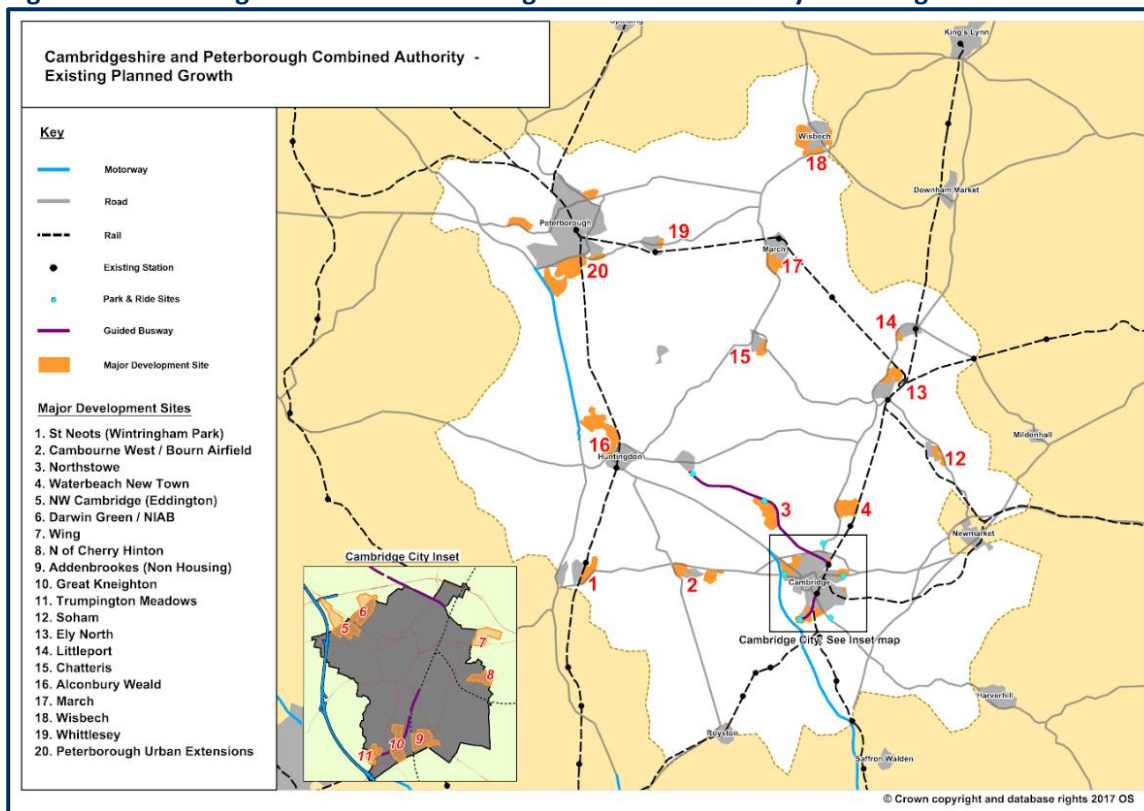 Cambridgeshire and Peterborough Combined Authority -
Existing Planned Growth
Key
Motorway
Road
Rail
Existing Station
Park & Ride Sites
Guided Busway
Major Development Site
Major Development Sites
1. St Neots (Wintringham Park)
2. Cambourne West / Bourn Airfield
3. Northstowe
4. Waterbeach New Town
5. NW Cambridge (Eddington)
6. Darwin Green / NIAB
7. Wing
8. N of Cherry Hinton
9. Addenbrookes (Non Housing)
10. Great Kneighton
11. Trumpington Meadows
12. Soham
13. Ely North
14. Littleport
15. Chatteris
16. Alconbury Weald
17. March
18. Wisbech
19. Whittlesey
20. Peterborough Urban Extensions
King's Lynn
Wisbech
18
Downham Market
Peterborough
19
March
20
17
14
15
13
Mildenhall
16
Huntingdon
12
3
4
Newmarket
1
2
Cambridge
Cambridge City: See Inset map
Haverhill
Royston
Saffron Walden
Cambridge City Inset
6
5
7
8
10
9
11
© Crown copyright and database rights 2017 OS